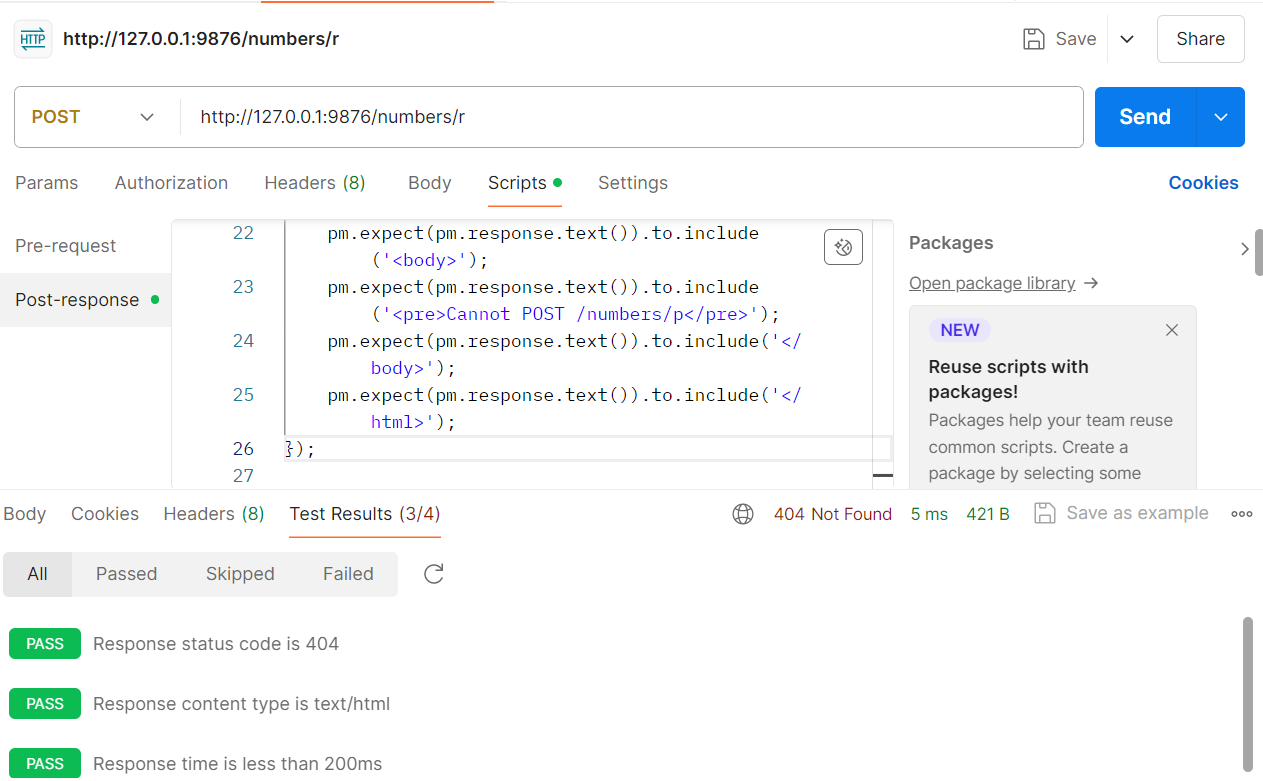 HTTP http://127.0.0.1:9876/numbers/r Save Share
POST http://127.0.0.1:9876/numbers/r Send
Params Authorization Headers (8) Body Scripts Settings Cookies
Pre-request
Post-response
22 pm.expect(pm.response.text()).to.include
('<body>');
23 pm.expect(pm.response.text()).to.include
('<pre>Cannot POST /numbers/p</pre>');
24 pm.expect(pm.response.text()).to.include('</
body>');
25 pm.expect(pm.response.text()).to.include('</
html>');
26 });
27
Packages
Open package library →
NEW
Reuse scripts with
packages!
Packages help your team reuse
common scripts. Create a
package by selecting some
Body Cookies Headers (8) Test Results (3/4) 404 Not Found 5 ms 421 B Save as example
All Passed Skipped Failed
PASS Response status code is 404
PASS Response content type is text/html
PASS Response time is less than 200ms